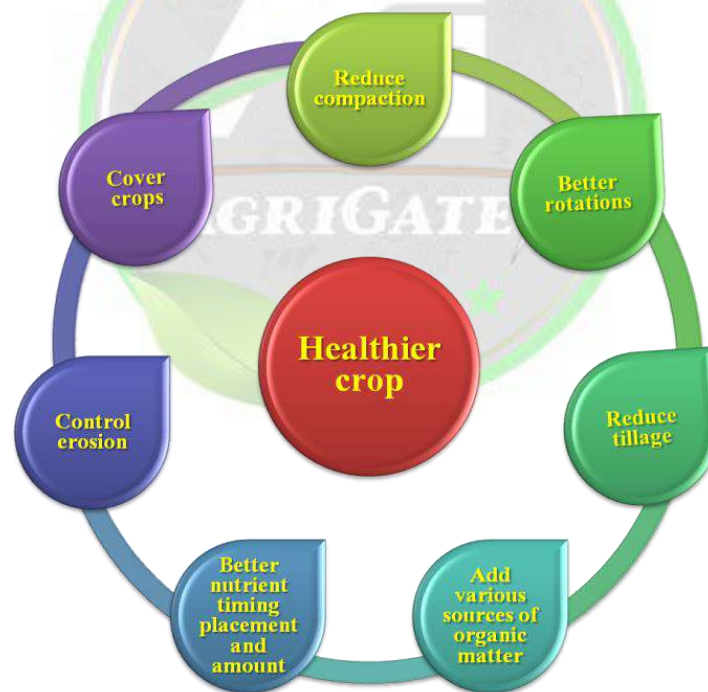 Reduce
compaction
Better
rotations
Reduce
tillage
Add
various
sources of
organic
matter
Better
nutrient
timing
placement
and
amount
Control
erosion
Cover
crops
Healthier
crop
AGRIGATE